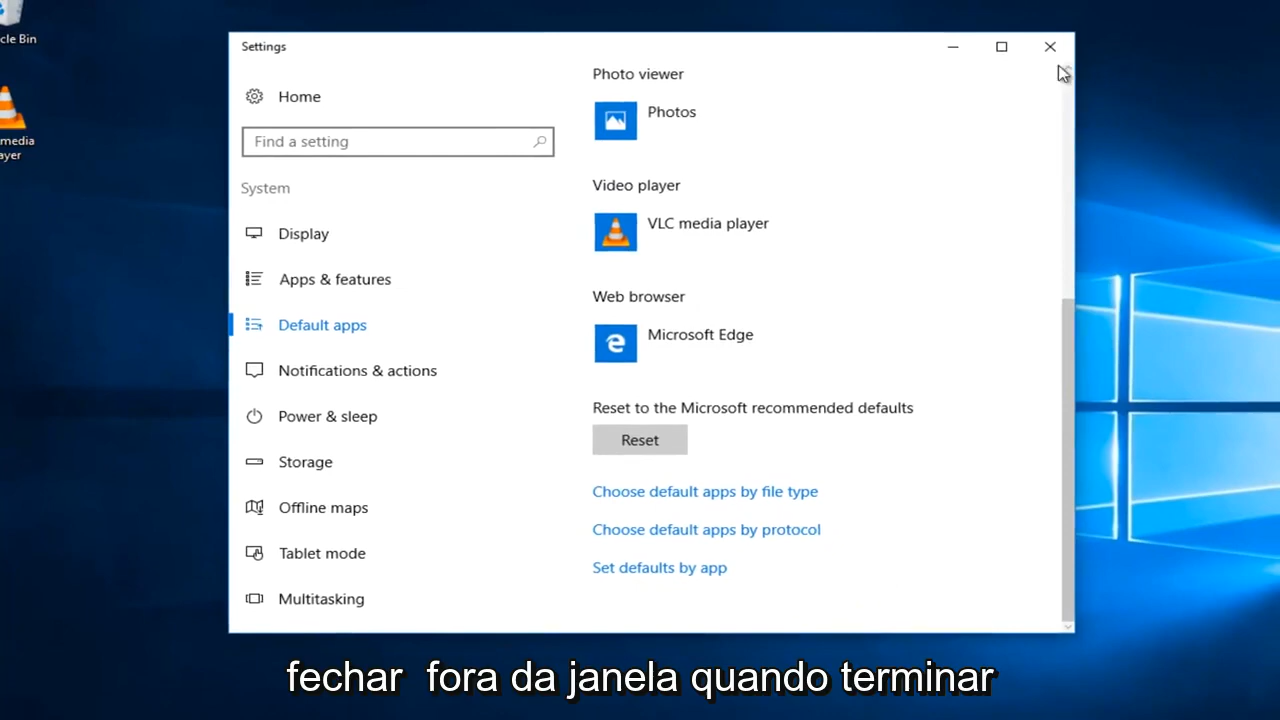 cle Bin
media
ayer
Settings
Home
Find a setting
System
Display
Apps & features
Default apps
Notifications & actions
Power & sleep
Storage
Offline maps
Tablet mode
Multitasking
Photo viewer
Photos
Video player
VLC media player
Web browser
Microsoft Edge
Reset to the Microsoft recommended defaults
Reset
Choose default apps by file type
Choose default apps by protocol
Set defaults by app
fechar fora da janela quando terminar